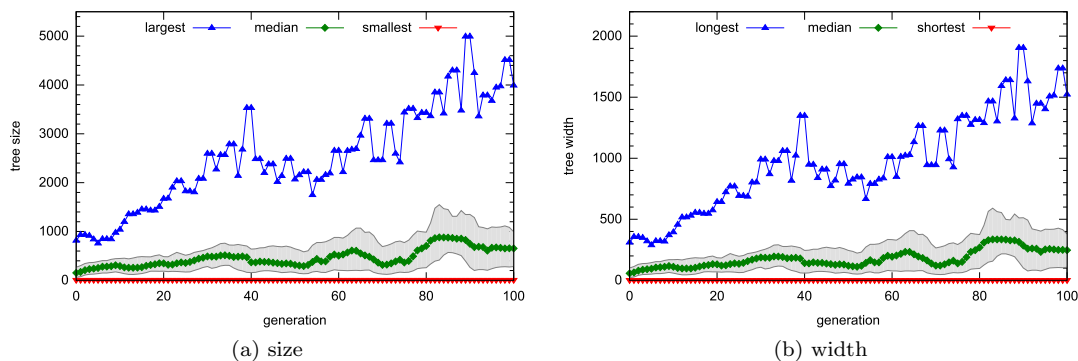 largest median smallest
5000
4000
3000
2000
1000
0
tree size
0 20 40 60 80 100
generation
(a) size
longest median shortest
2000
1500
1000
500
0
tree width
0 20 40 60 80 100
generation
(b) width